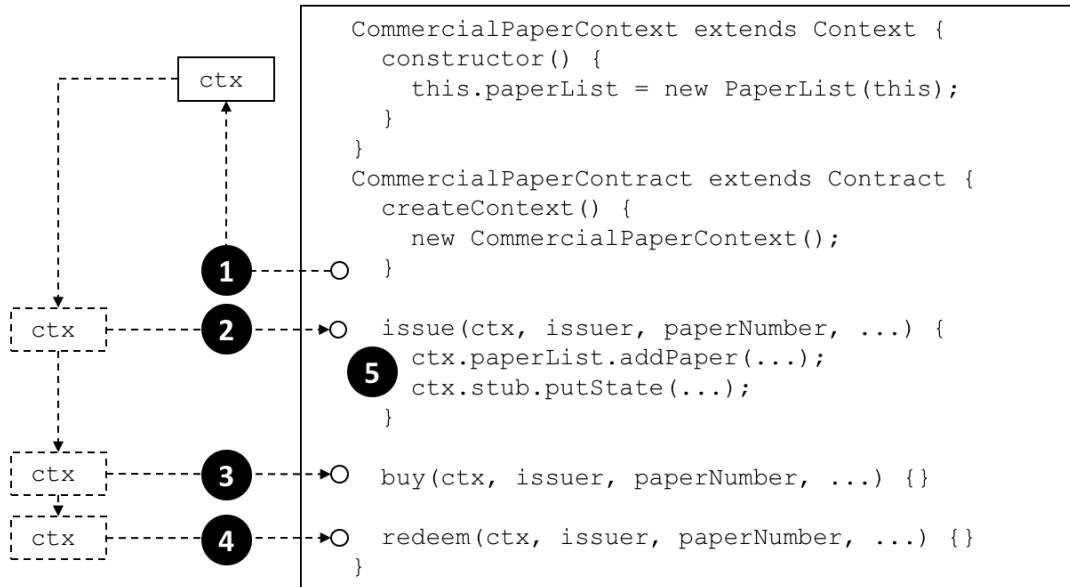 CommercialPaperContext extends Context {
constructor() {
ctx
this.paperList = new PaperList(this);
}
}
CommercialPaperContract extends Contract {
createContext() {
new CommercialPaperContext();
1 }
ctx 2 issue(ctx, issuer, paperNumber, ...) {
5 ctx.paperList.addPaper(...);
ctx.stub.putState(...);
}
ctx 3 buy(ctx, issuer, paperNumber, ...) {}
ctx 4 redeem(ctx, issuer, paperNumber, ...) {}
}